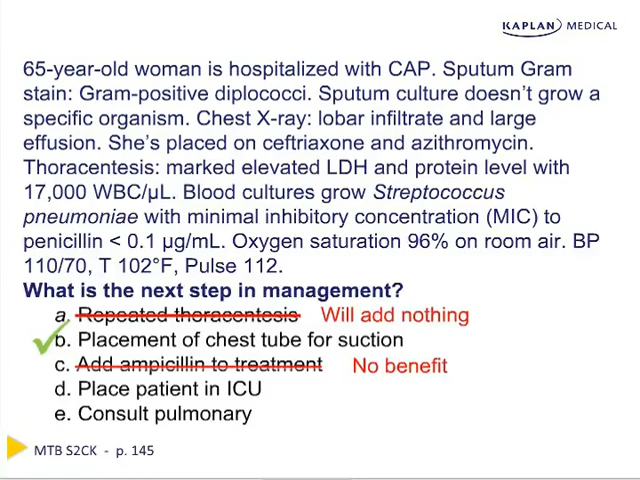 KAPLAN MEDICAL
65-year-old woman is hospitalized with CAP. Sputum Gram
stain: Gram-positive diplococci. Sputum culture doesn't grow a
specific organism. Chest X-ray: lobar infiltrate and large
effusion. She's placed on ceftriaxone and azithromycin.
Thoracentesis: marked elevated LDH and protein level with
17,000 WBC/μL. Blood cultures grow Streptococcus
pneumoniae with minimal inhibitory concentration (MIC) to
penicillin < 0.1 μg/mL. Oxygen saturation 96% on room air. BP
110/70, T 102°F, Pulse 112.
What is the next step in management?
a. Repeated thoracentesis Will add nothing
b. Placement of chest tube for suction
c. Add ampicillin to treatment No benefit
d. Place patient in ICU
e. Consult pulmonary
MTB S2CK - p. 145